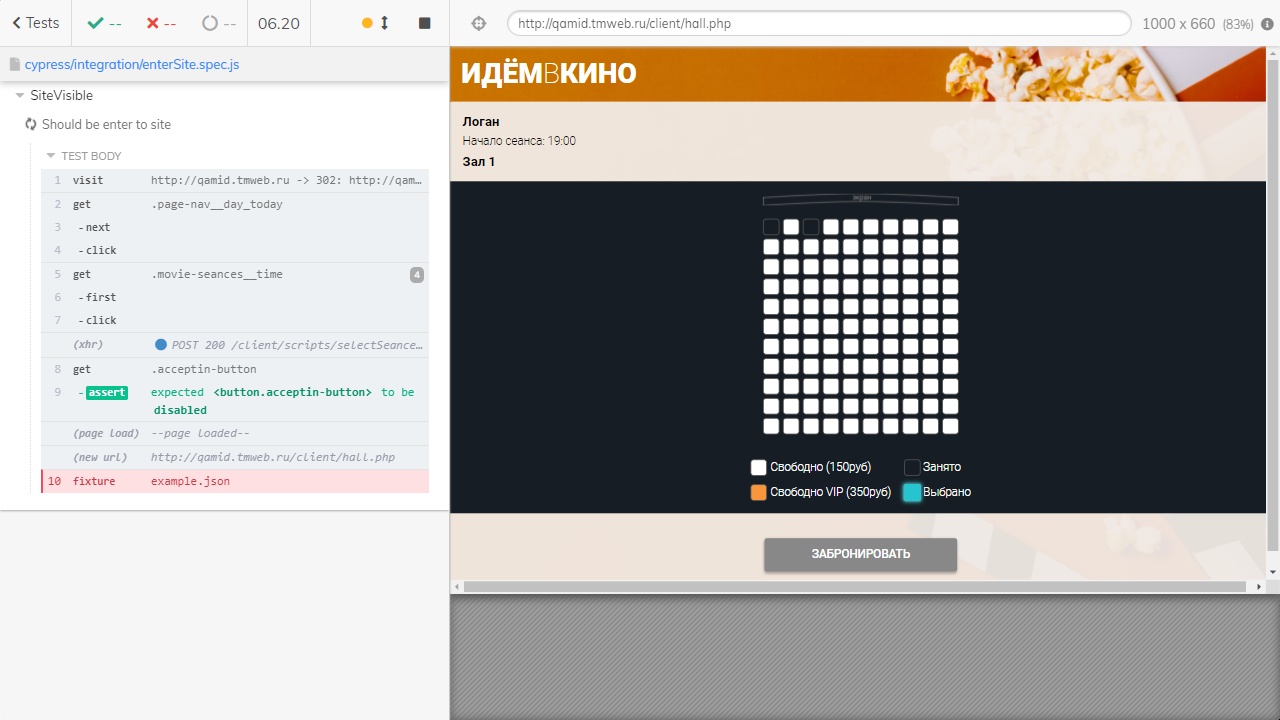 Tests
--
--
--
06.20
http://qamid.tmweb.ru/client/hall.php
1000 x 660 (83%)
cypress/integration/enterSite.spec.js
SiteVisible
Should be enter to site
TEST BODY
1 visit http://qamid.tmweb.ru -> 302: http://qam…
2 get .page-nav__day_today
3 -next
4 -click
5 get .movie-seances__time 4
6 -first
7 -click
(xhr) POST 200 /client/scripts/selectSeance…
8 get .acceptin-button
9 -assert expected <button.acceptin-button> to be
disabled
(page load) --page loaded--
(new url) http://qamid.tmweb.ru/client/hall.php
10 fixture example.json
ИДЁМВКИНО
Логан
Начало сеанса: 19:00
Зал 1
экран
Свободно (150руб)
Занято
Свободно VIP (350руб)
Выбрано
ЗАБРОНИРОВАТЬ